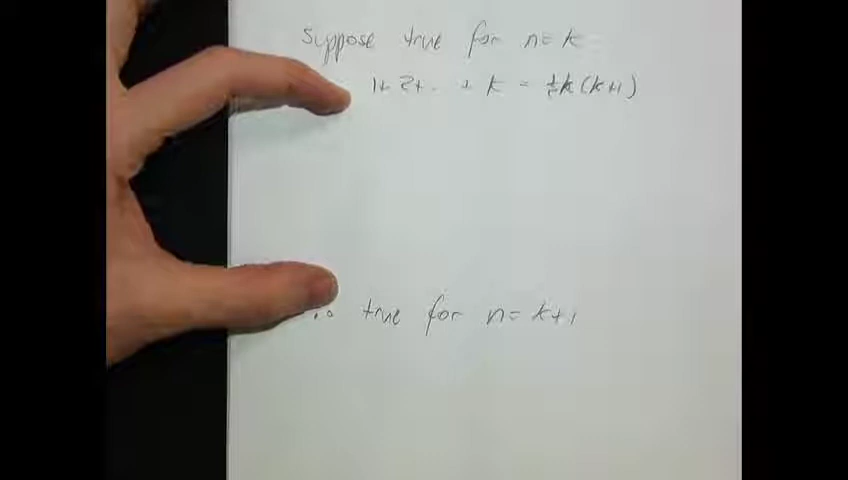 Suppose true for n=k
1+2+..+k = ½k(k+1)
∴ true for n=k+1